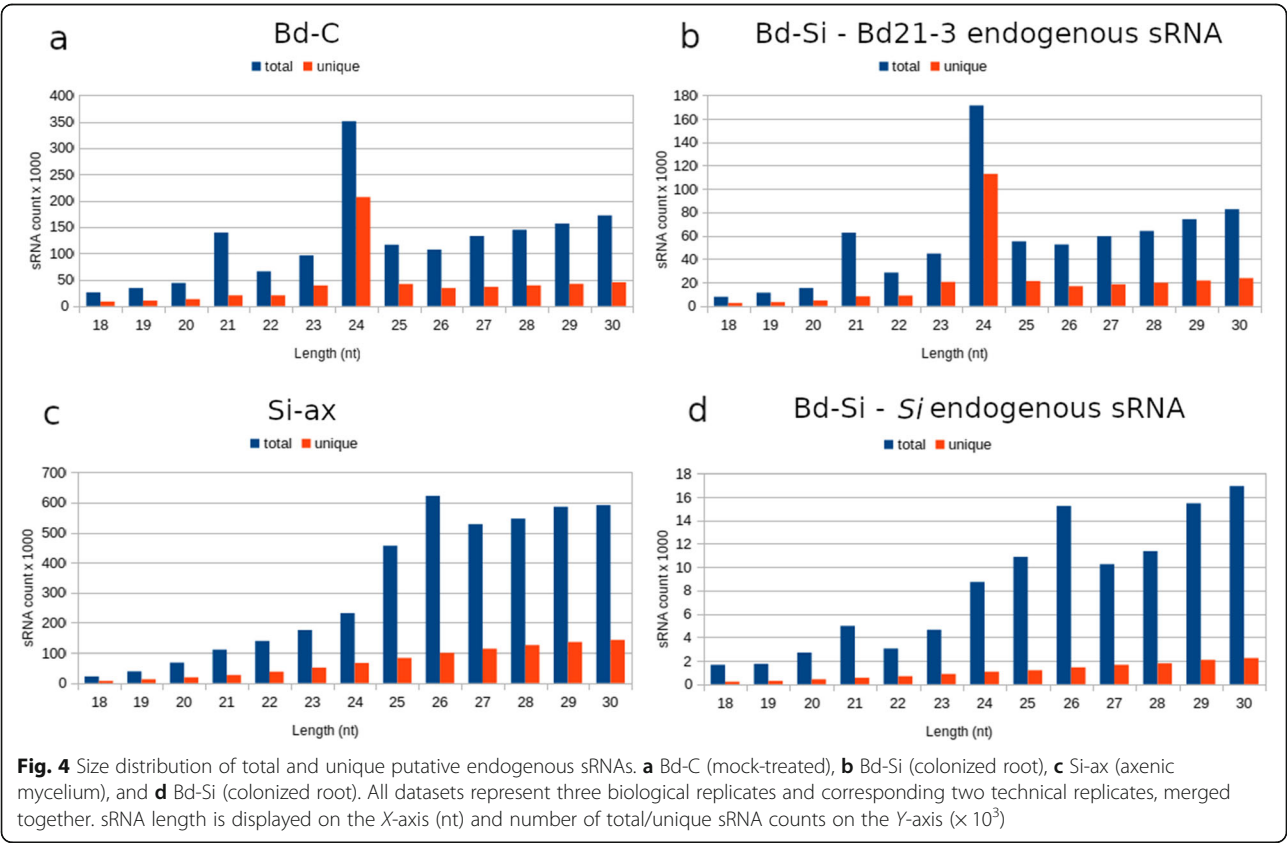 a
Bd-C
total unique
sRNA count x 1000
400
350
300
250
200
150
100
50
0
18 19 20 21 22 23 24 25 26 27 28 29 30
Length (nt)
b
Bd-Si - Bd21-3 endogenous sRNA
total unique
sRNA count x 1000
180
160
140
120
100
80
60
40
20
0
18 19 20 21 22 23 24 25 26 27 28 29 30
Length (nt)
c
Si-ax
total unique
sRNA count x 1000
700
600
500
400
300
200
100
0
18 19 20 21 22 23 24 25 26 27 28 29 30
Length (nt)
d
Bd-Si - Si endogenous sRNA
total unique
sRNA count x 1000
18
16
14
12
10
8
6
4
2
0
18 19 20 21 22 23 24 25 26 27 28 29 30
Length (nt)
Fig. 4 Size distribution of total and unique putative endogenous sRNAs. a Bd-C (mock-treated), b Bd-Si (colonized root), c Si-ax (axenic
mycelium), and d Bd-Si (colonized root). All datasets represent three biological replicates and corresponding two technical replicates, merged
together. sRNA length is displayed on the X-axis (nt) and number of total/unique sRNA counts on the Y-axis (× 10³)